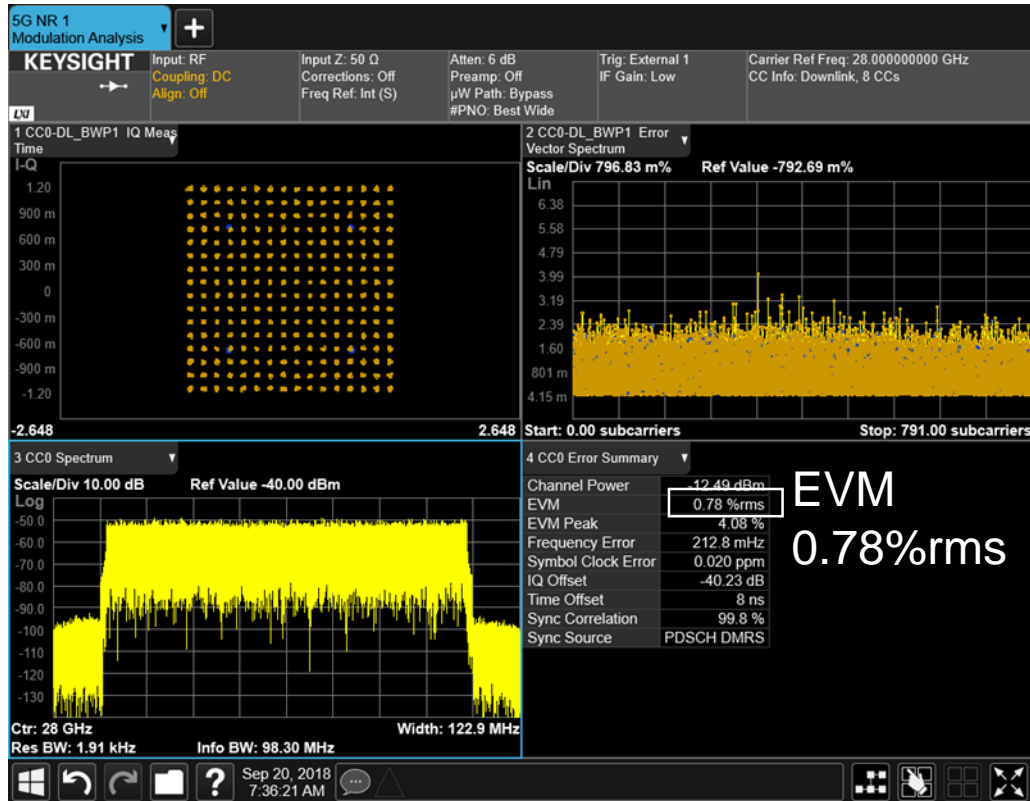 5G NR 1
Modulation Analysis
KEYSIGHT
LXI
Input: RF
Coupling: DC
Align: Off
Input Z: 50 Ω
Corrections: Off
Freq Ref: Int (S)
Atten: 6 dB
Preamp: Off
µW Path: Bypass
#PNO: Best Wide
Trig: External 1
IF Gain: Low
Carrier Ref Freq: 28.000000000 GHz
CC Info: Downlink, 8 CCs
1 CC0-DL_BWP1 IQ Meas
Time
I-Q
1.20
900 m
600 m
300 m
0
-300 m
-600 m
-900 m
-1.20
-2.648 2.648
2 CC0-DL_BWP1 Error
Vector Spectrum
Scale/Div 796.83 m% Ref Value -792.69 m%
Lin
6.38
5.58
4.79
3.99
3.19
2.39
1.60
801 m
4.15 m
Start: 0.00 subcarriers Stop: 791.00 subcarriers
3 CC0 Spectrum
Scale/Div 10.00 dB Ref Value -40.00 dBm
Log
-50.0
-60.0
-70.0
-80.0
-90.0
-100
-110
-120
-130
Ctr: 28 GHz Width: 122.9 MHz
Res BW: 1.91 kHz Info BW: 98.30 MHz
4 CC0 Error Summary
Channel Power -12.49 dBm
EVM 0.78 %rms
EVM Peak 4.08 %
Frequency Error 212.8 mHz
Symbol Clock Error 0.020 ppm
IQ Offset -40.23 dB
Time Offset 8 ns
Sync Correlation 99.8 %
Sync Source PDSCH DMRS
EVM
0.78%rms
Sep 20, 2018
7:36:21 AM